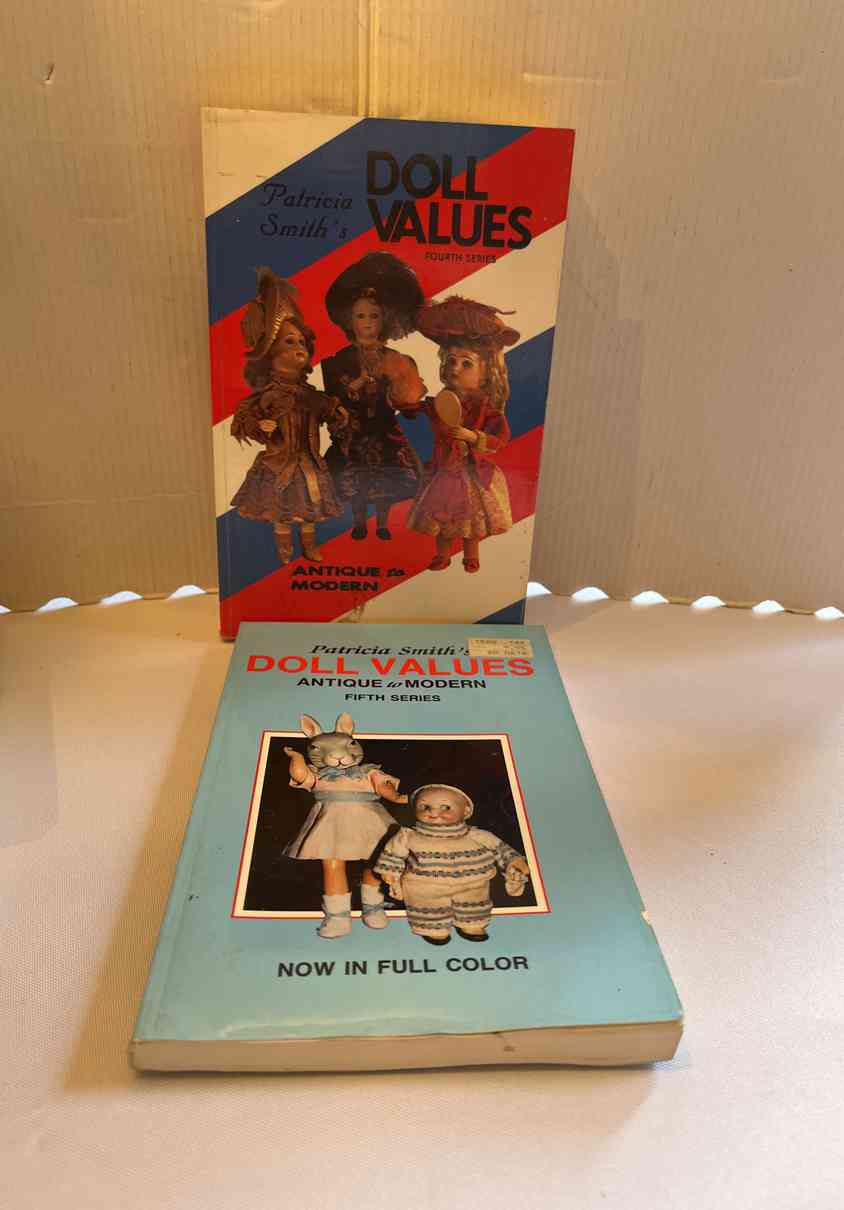 Patricia
Smith's
DOLL
VALUES
FOURTH SERIES
ANTIQUE to
MODERN
Patricia Smith's
DOLL VALUES
ANTIQUE to MODERN
FIFTH SERIES
NOW IN FULL COLOR